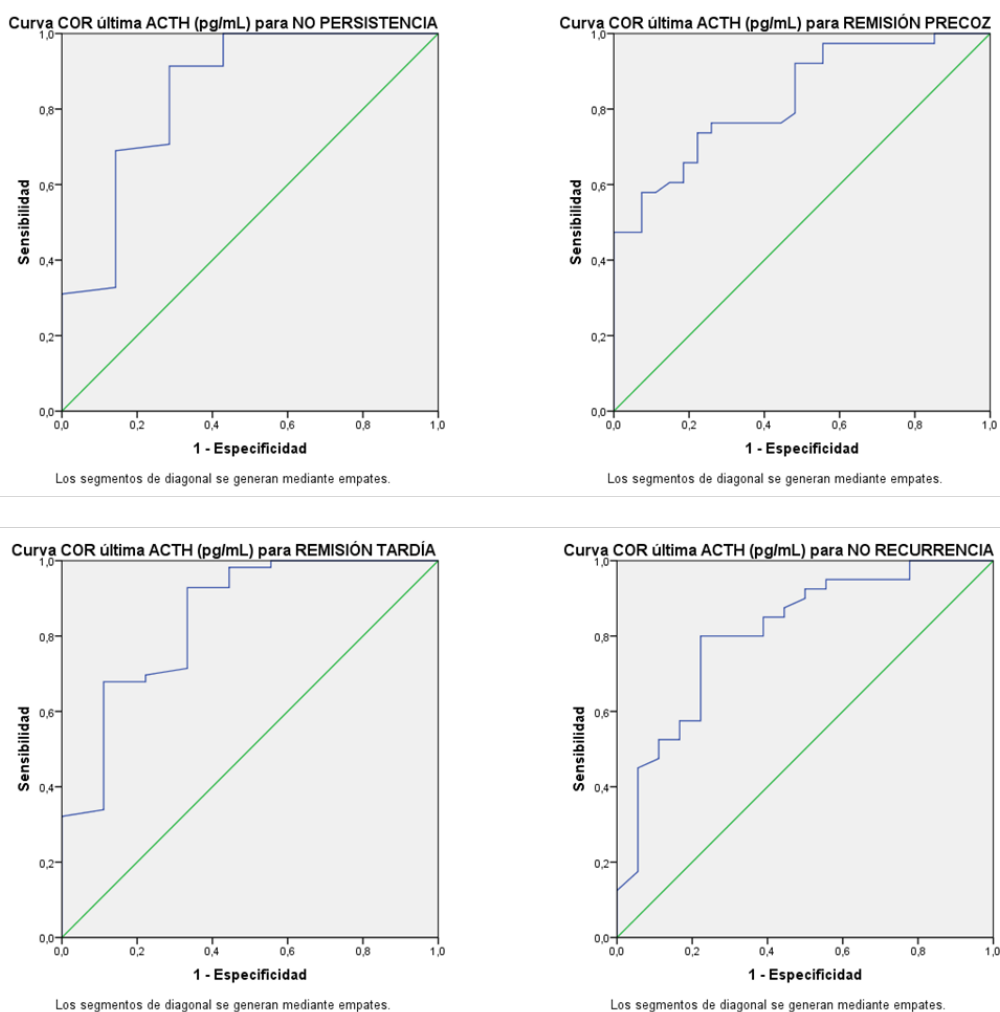 Curva COR última ACTH (pg/mL) para NO PERSISTENCIA
1,0
0,8
0,6
0,4
0,2
0,0
Sensibilidad
0,0 0,2 0,4 0,6 0,8 1,0
1 - Especificidad
Los segmentos de diagonal se generan mediante empates.
Curva COR última ACTH (pg/mL) para REMISIÓN PRECOZ
1,0
0,8
0,6
0,4
0,2
0,0
Sensibilidad
0,0 0,2 0,4 0,6 0,8 1,0
1 - Especificidad
Los segmentos de diagonal se generan mediante empates.
Curva COR última ACTH (pg/mL) para REMISIÓN TARDÍA
1,0
0,8
0,6
0,4
0,2
0,0
Sensibilidad
0,0 0,2 0,4 0,6 0,8 1,0
1 - Especificidad
Los segmentos de diagonal se generan mediante empates.
Curva COR última ACTH (pg/mL) para NO RECURRENCIA
1,0
0,8
0,6
0,4
0,2
0,0
Sensibilidad
0,0 0,2 0,4 0,6 0,8 1,0
1 - Especificidad
Los segmentos de diagonal se generan mediante empates.